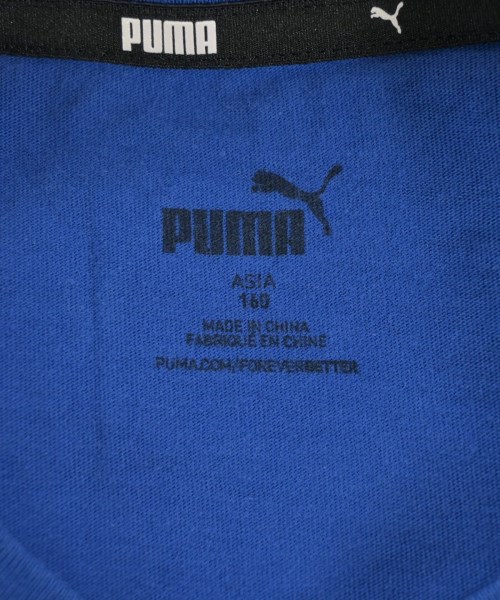 PUMA
PUMA
ASIA
160
MADE IN CHINA
FABRIQUÉ EN CHINE
PUMA.COM/FOREVERBETTER